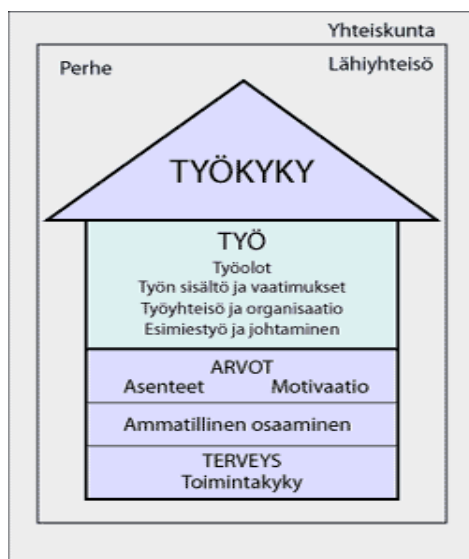 Yhteiskunta
Perhe Lähiyhteisö
TYÖKYKY
TYÖ
Työolot
Työn sisältö ja vaatimukset
Työyhteisö ja organisaatio
Esimiestyö ja johtaminen
ARVOT
Asenteet Motivaatio
Ammatillinen osaaminen
TERVEYS
Toimintakyky